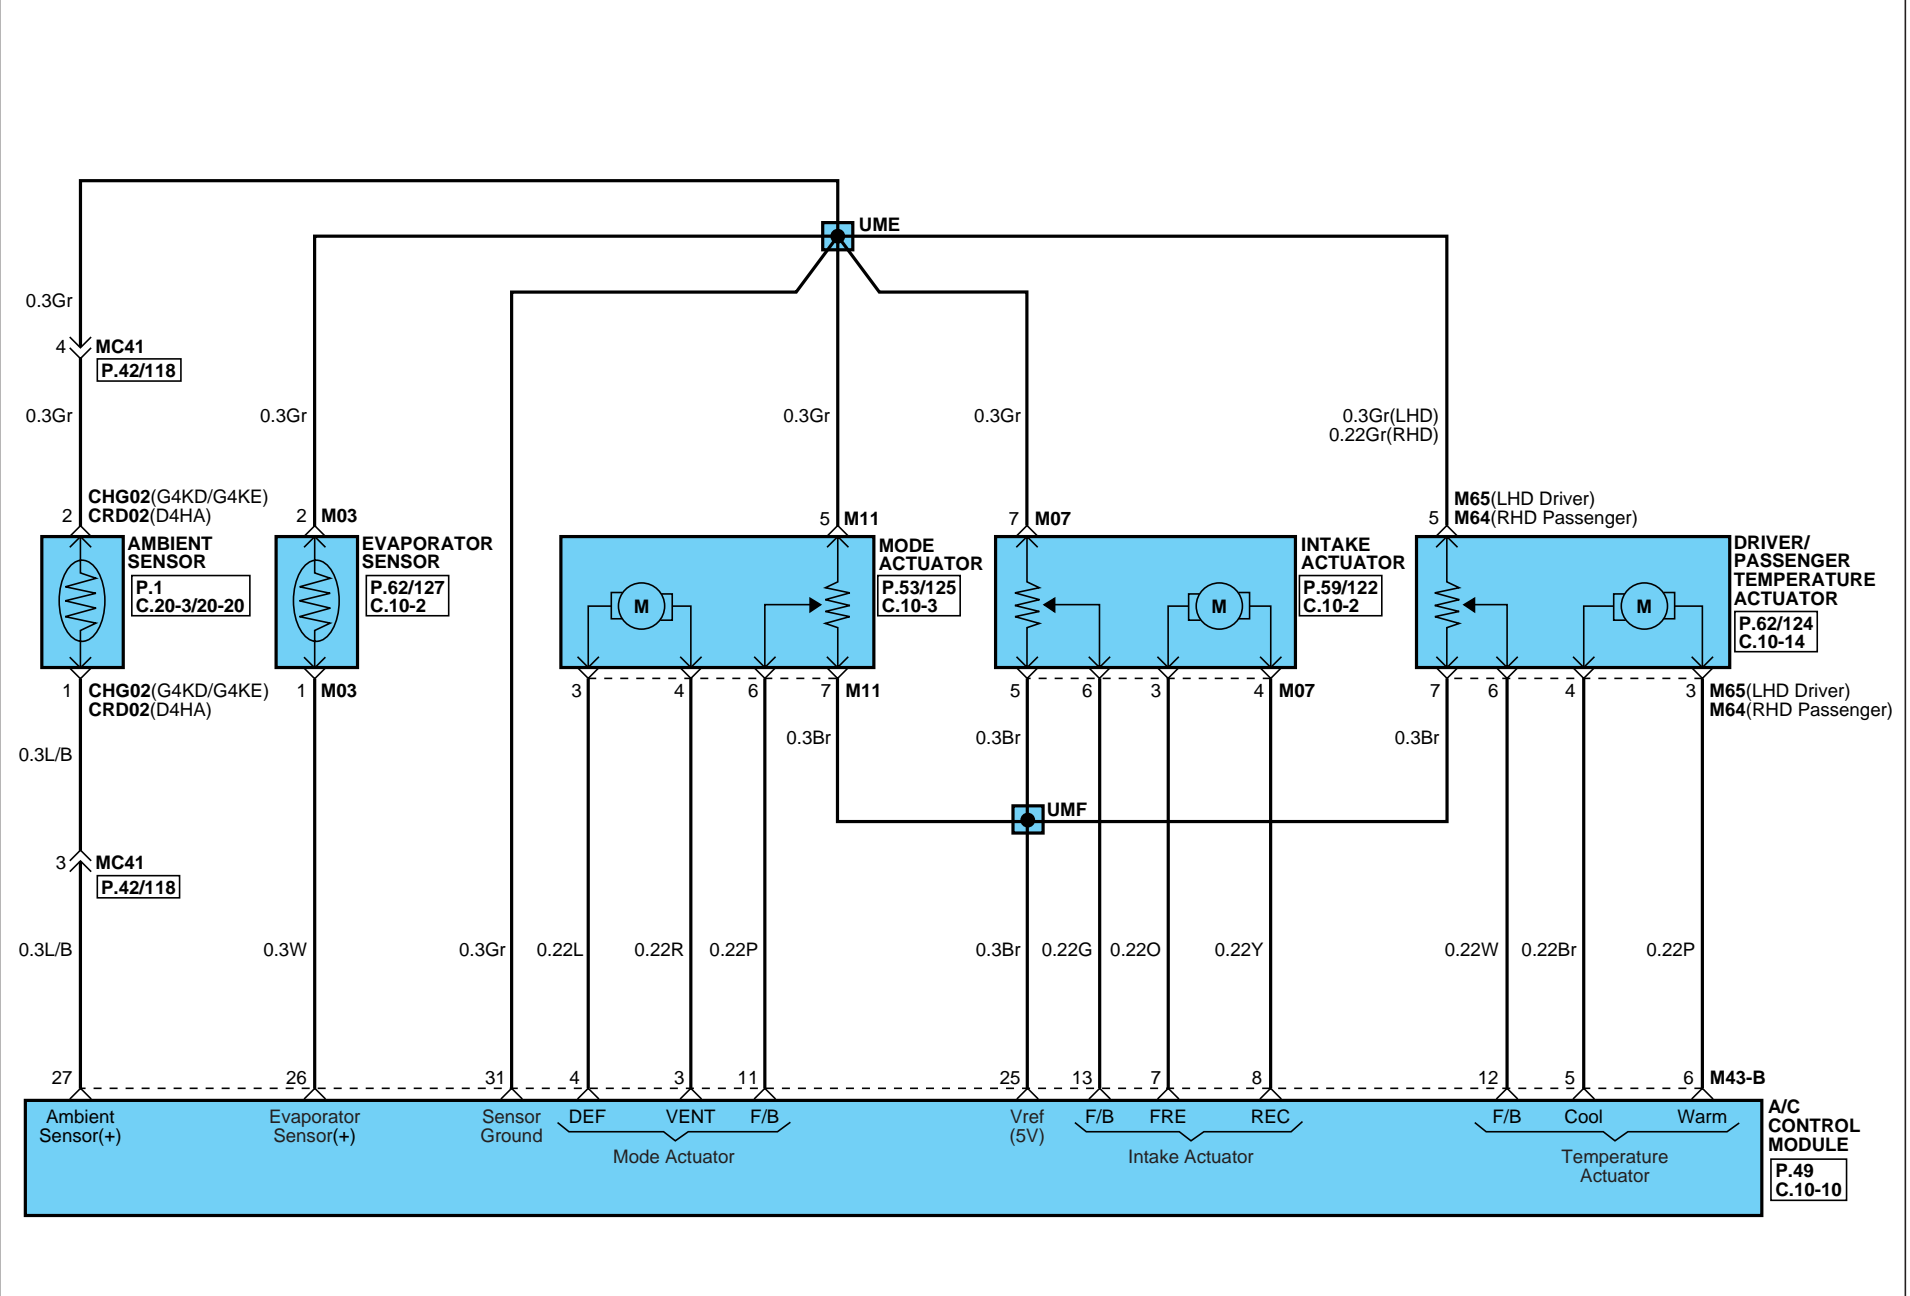 UME
0.3Gr
4 MC41
P.42/118
0.3Gr
0.3Gr
0.3Gr
0.3Gr
0.3Gr(LHD)
0.22Gr(RHD)
CHG02(G4KD/G4KE)
2 CRD02(D4HA)
2 M03
5 M11
7 M07
M65(LHD Driver)
5 M64(RHD Passenger)
AMBIENT
SENSOR
P.1
C.20-3/20-20
EVAPORATOR
SENSOR
P.62/127
C.10-2
M
MODE
ACTUATOR
P.53/125
C.10-3
M
INTAKE
ACTUATOR
P.59/122
C.10-2
M
DRIVER/
PASSENGER
TEMPERATURE
ACTUATOR
P.62/124
C.10-14
1 CHG02(G4KD/G4KE)
CRD02(D4HA)
1 M03
3 4 6 7 M11
5 6 3 4 M07
7 6 4 3 M65(LHD Driver)
M64(RHD Passenger)
0.3L/B
0.3Br
0.3Br
0.3Br
UMF
3 MC41
P.42/118
0.3L/B
0.3W
0.3Gr
0.22L
0.22R
0.22P
0.3Br
0.22G
0.22O
0.22Y
0.22W
0.22Br
0.22P
27 26 31 4 3 11 25 13 7 8 12 5 6 M43-B
Ambient
Sensor(+)
Evaporator
Sensor(+)
Sensor
Ground
DEF VENT F/B
Mode Actuator
Vref
(5V)
F/B FRE REC
Intake Actuator
F/B Cool Warm
Temperature
Actuator
A/C
CONTROL
MODULE
P.49
C.10-10